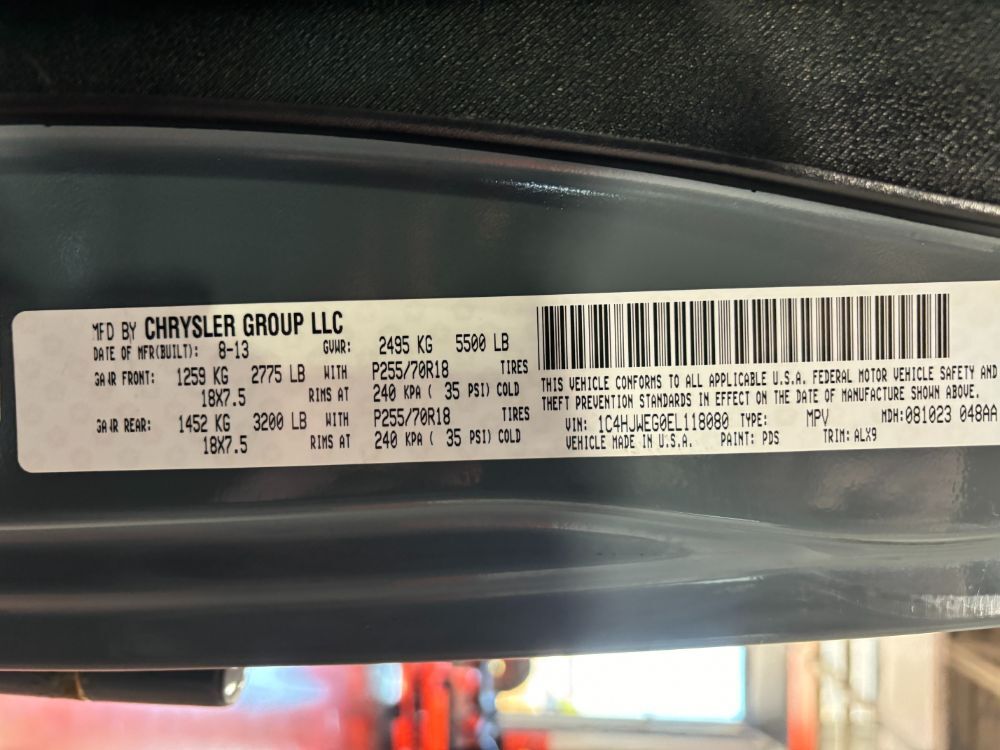 MFD BY CHRYSLER GROUP LLC
DATE OF MFR(BUILT): 8-13 GVWR: 2495 KG 5500 LB
GAWR FRONT: 1259 KG 2775 LB WITH P255/70R18 TIRES
18X7.5 RIMS AT 240 KPA ( 35 PSI) COLD
GAWR REAR: 1452 KG 3200 LB WITH P255/70R18 TIRES
18X7.5 RIMS AT 240 KPA ( 35 PSI) COLD
THIS VEHICLE CONFORMS TO ALL APPLICABLE U.S.A. FEDERAL MOTOR VEHICLE SAFETY AND
THEFT PREVENTION STANDARDS IN EFFECT ON THE DATE OF MANUFACTURE SHOWN ABOVE.
VIN: 1C4HJWEG0EL118080 TYPE: MPV MDH:081023 048AA
VEHICLE MADE IN U.S.A. PAINT: PDS TRIM: ALX9